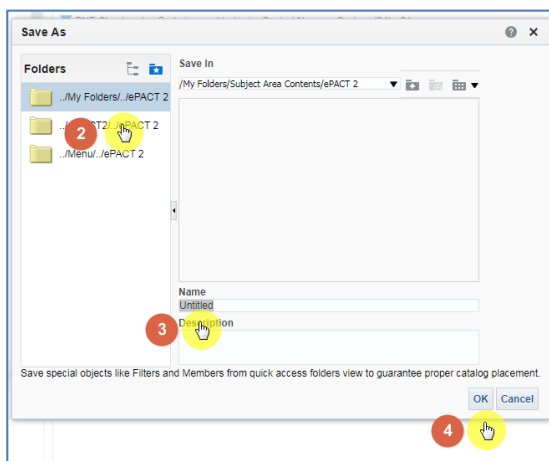 Save As
Folders
Save In
/My Folders/Subject Area Contents/ePACT 2
../My Folders/../ePACT 2
2
/../ePACT 2
../Menu/../ePACT 2
Name
Untitled
3
Description
Save special objects like Filters and Members from quick access folders view to guarantee proper catalog placement.
OK
Cancel
4